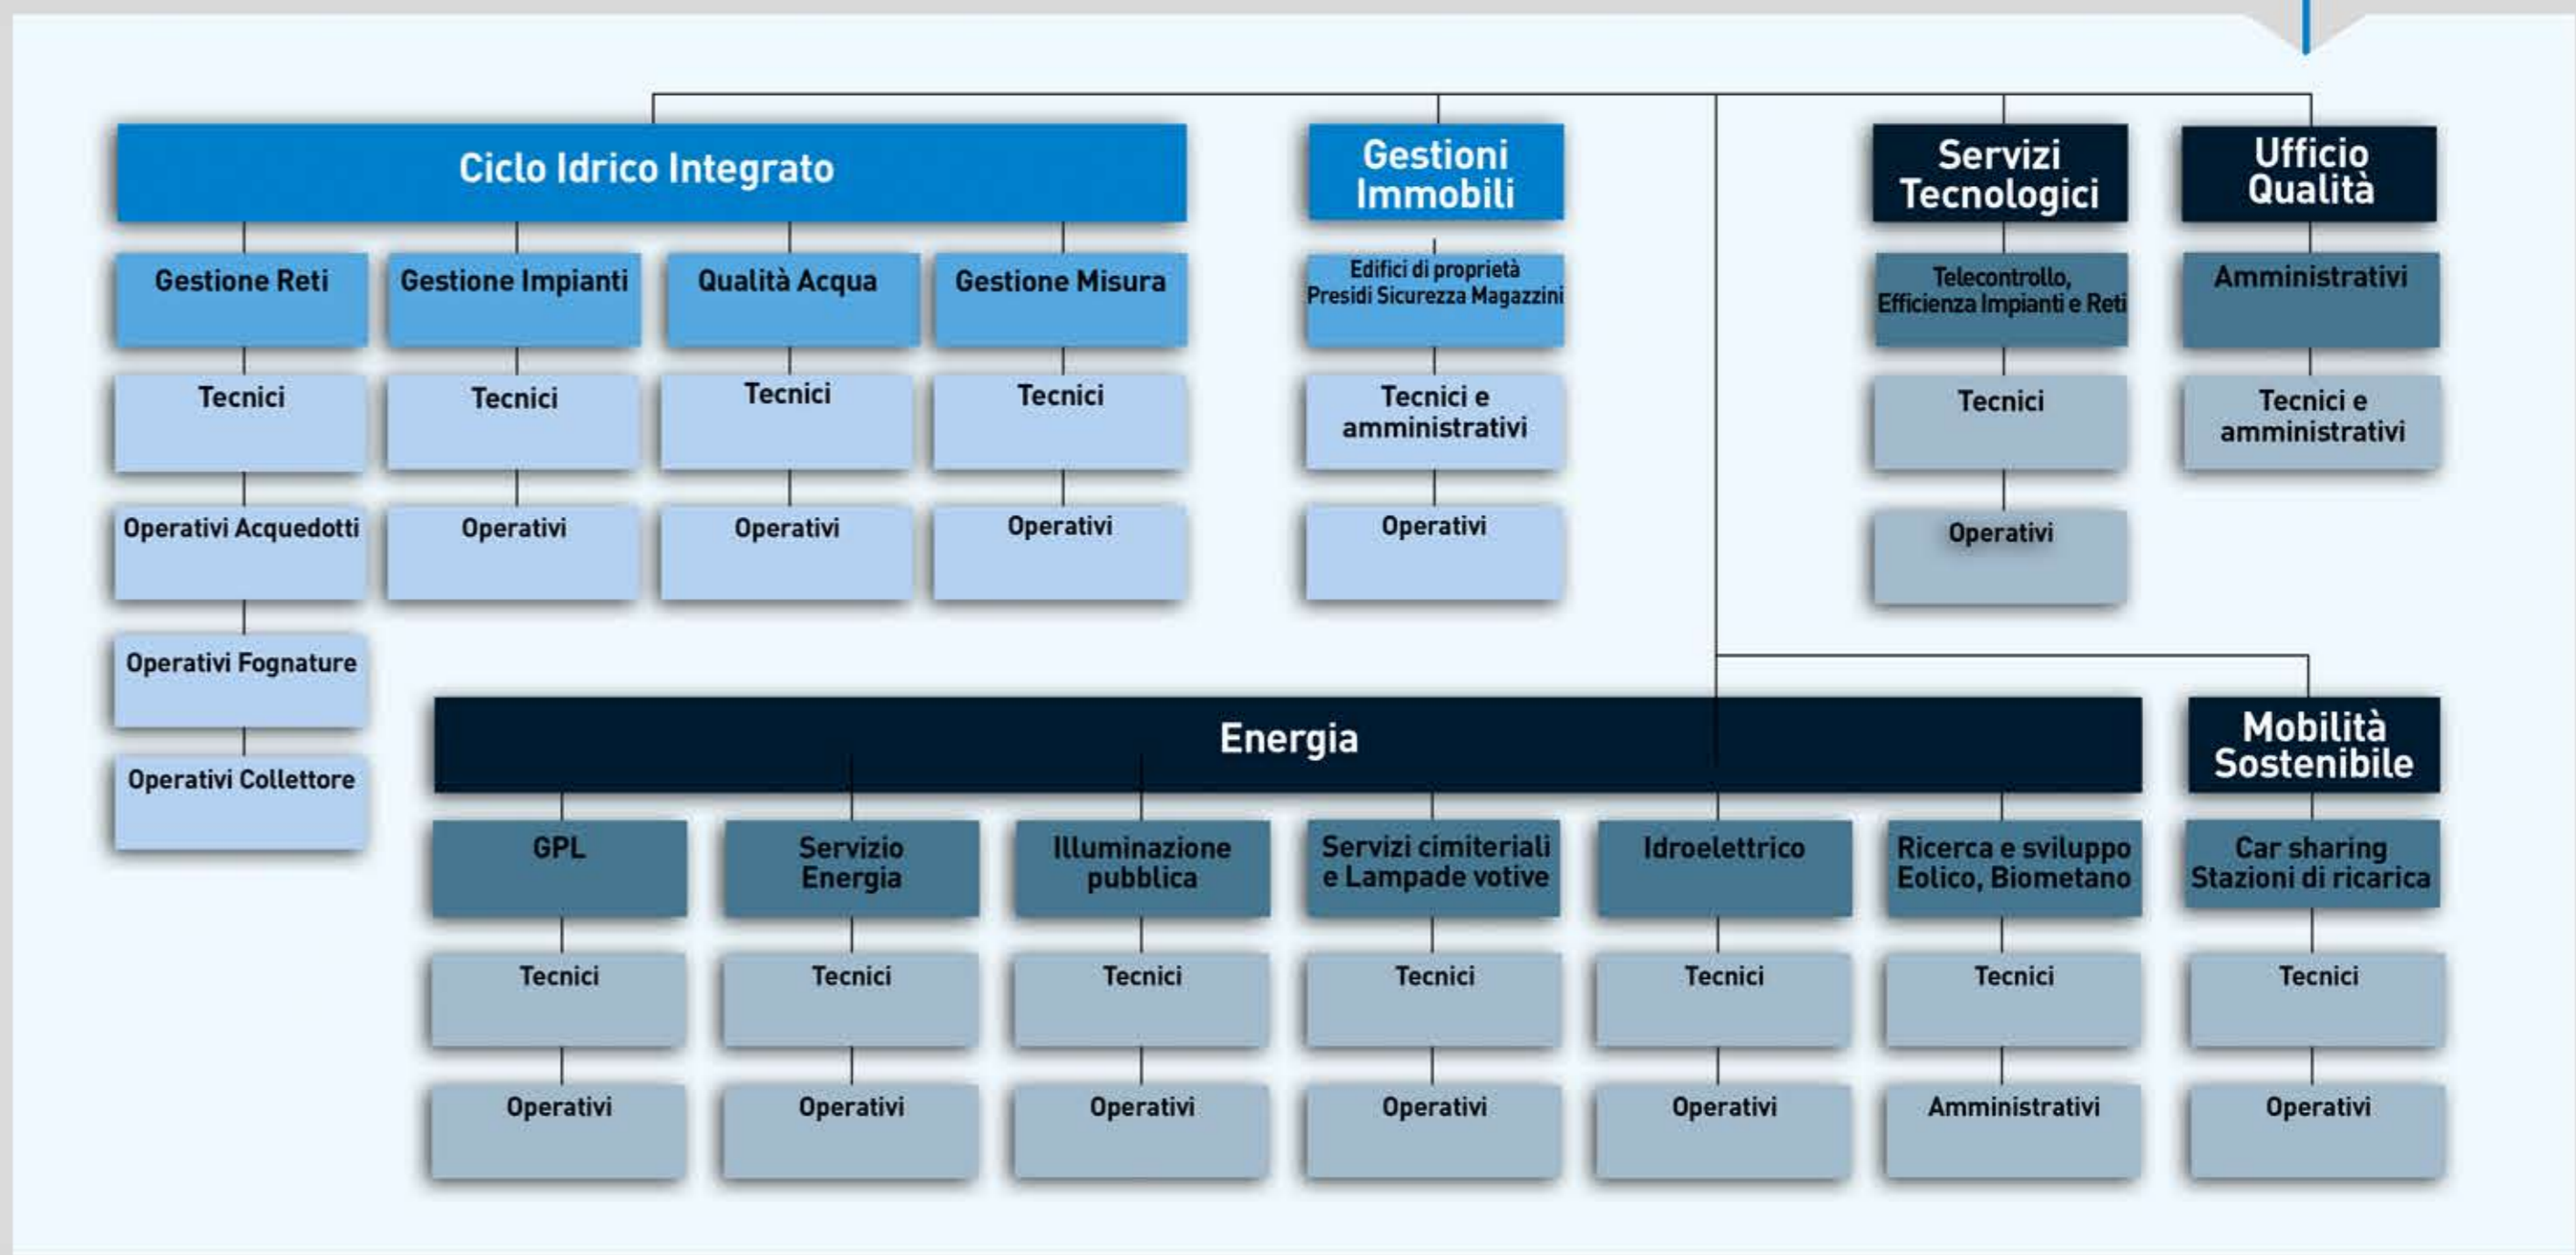 Ciclo Idrico Integrato
Gestioni
Immobili
Servizi
Tecnologici
Ufficio
Qualità
Gestione Reti
Gestione Impianti
Qualità Acqua
Gestione Misura
Edifici di proprietà
Presidi Sicurezza Magazzini
Telecontrollo,
Efficienza Impianti e Reti
Amministrativi
Tecnici
Tecnici
Tecnici
Tecnici
Tecnici e
amministrativi
Tecnici
Tecnici e
amministrativi
Operativi Acquedotti
Operativi
Operativi
Operativi
Operativi
Operativi
Operativi Fognature
Operativi Collettore
Energia
Mobilità
Sostenibile
GPL
Servizio
Energia
Illuminazione
pubblica
Servizi cimiteriali
e Lampade votive
Idroelettrico
Ricerca e sviluppo
Eolico, Biometano
Car sharing
Stazioni di ricarica
Tecnici
Tecnici
Tecnici
Tecnici
Tecnici
Tecnici
Tecnici
Operativi
Operativi
Operativi
Operativi
Operativi
Amministrativi
Operativi